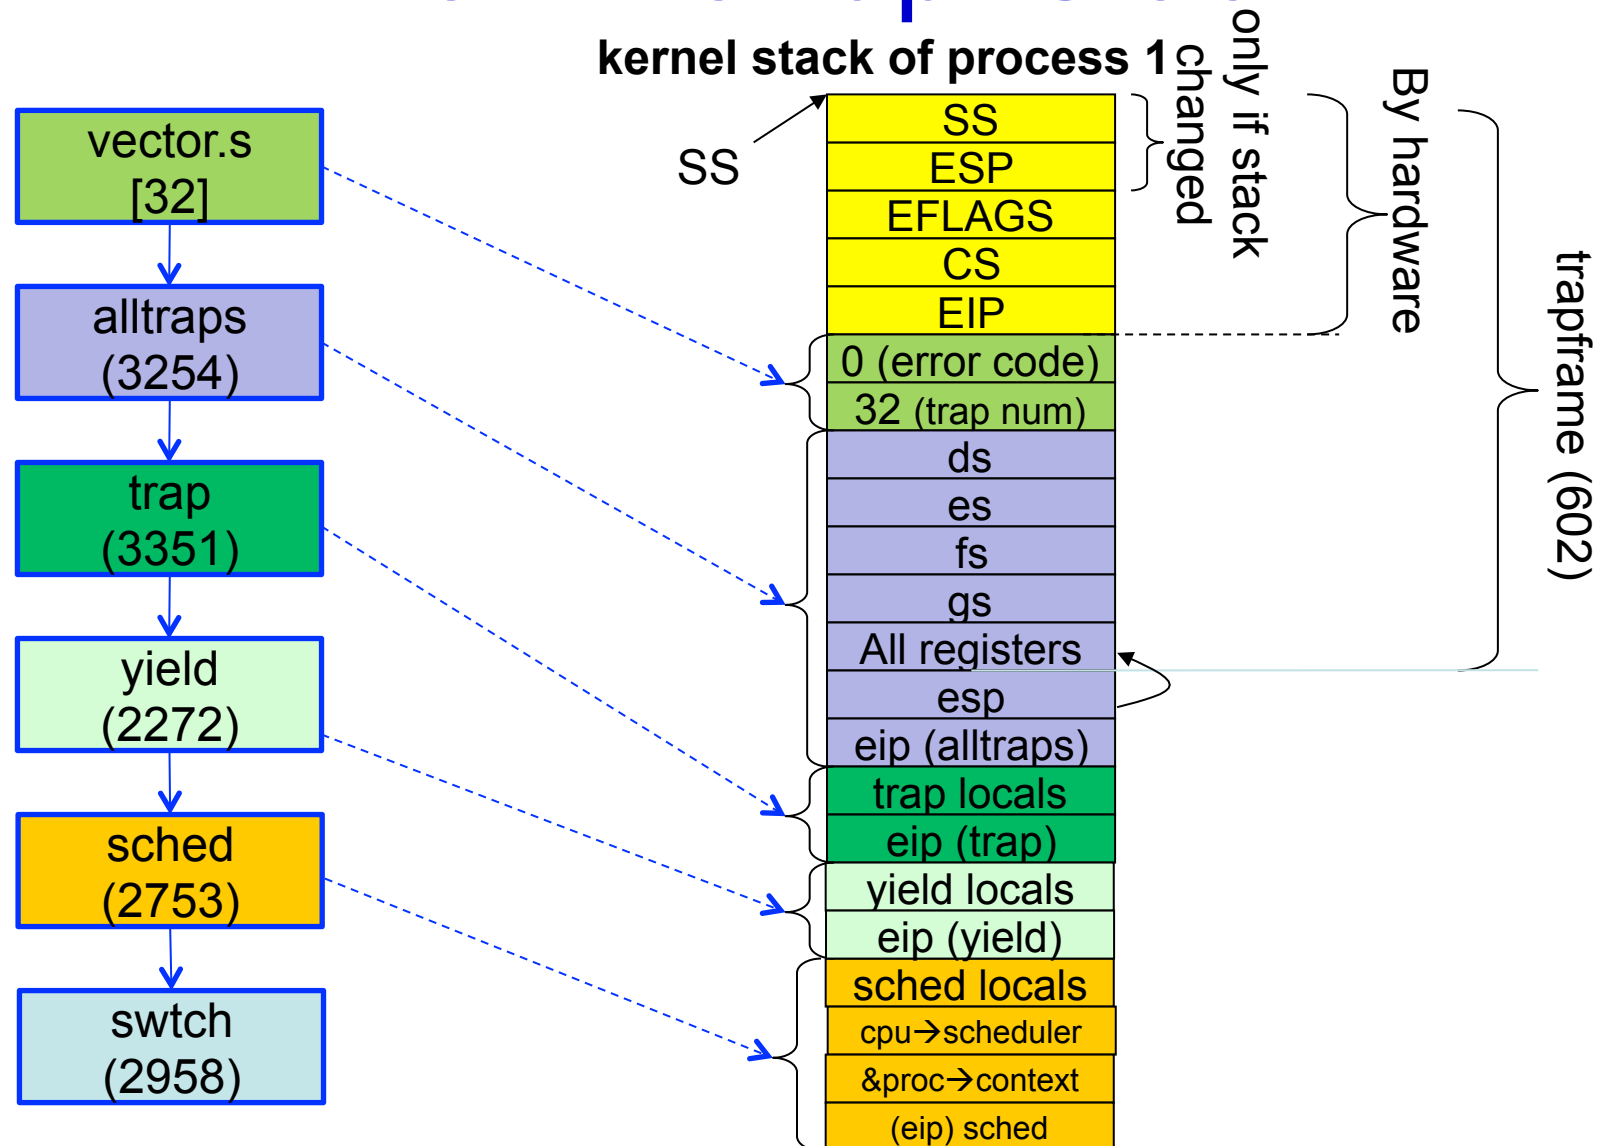 kernel stack of process 1
only if stack
changed
By hardware
trapframe (602)
vector.s
[32]
alltraps
(3254)
trap
(3351)
yield
(2272)
sched
(2753)
swtch
(2958)
SS
SS
ESP
EFLAGS
CS
EIP
0 (error code)
32 (trap num)
ds
es
fs
gs
All registers
esp
eip (alltraps)
trap locals
eip (trap)
yield locals
eip (yield)
sched locals
cpu→scheduler
&proc→context
(eip) sched